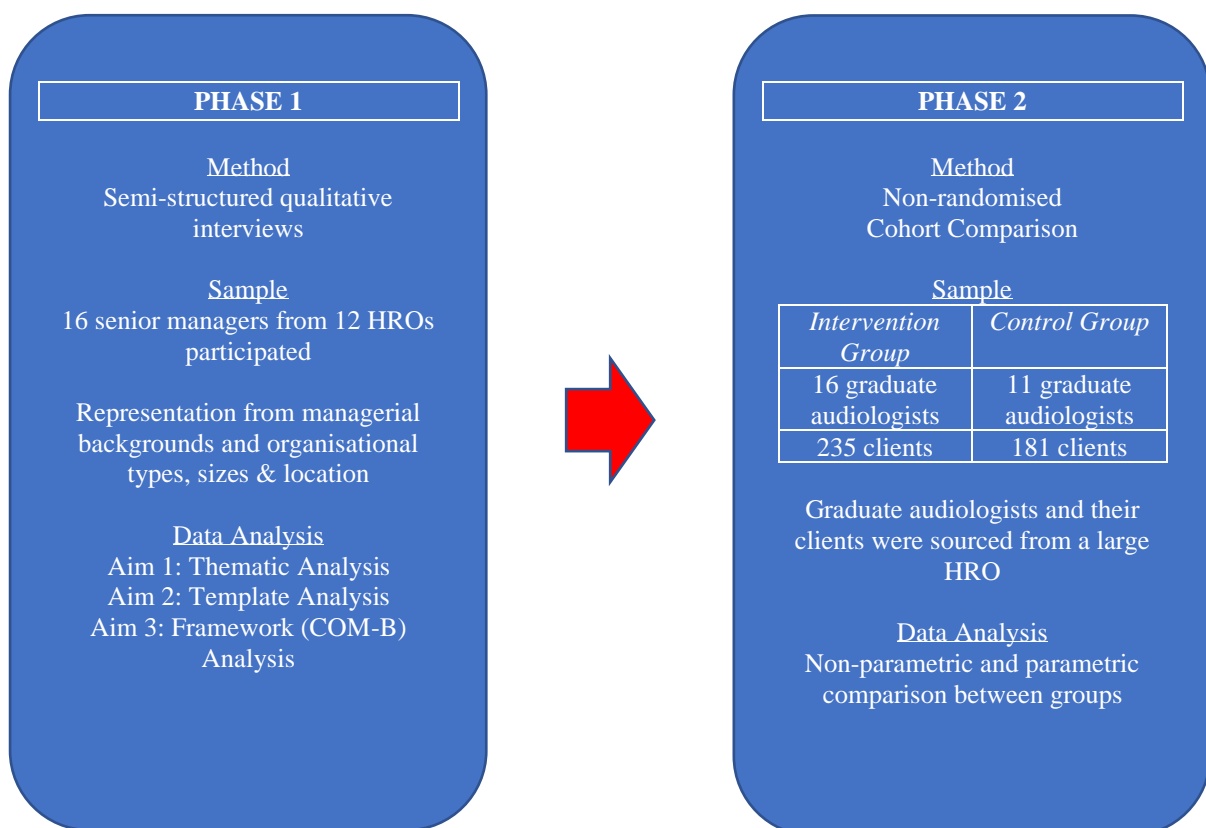 PHASE 1
Method
Semi-structured qualitative
interviews
Sample
16 senior managers from 12 HROs
participated
Representation from managerial
backgrounds and organisational
types, sizes & location
Data Analysis
Aim 1: Thematic Analysis
Aim 2: Template Analysis
Aim 3: Framework (COM-B)
Analysis
PHASE 2
Method
Non-randomised
Cohort Comparison
Sample
Intervention
Group
Control Group
16 graduate
audiologists
11 graduate
audiologists
235 clients
181 clients
Graduate audiologists and their
clients were sourced from a large
HRO
Data Analysis
Non-parametric and parametric
comparison between groups